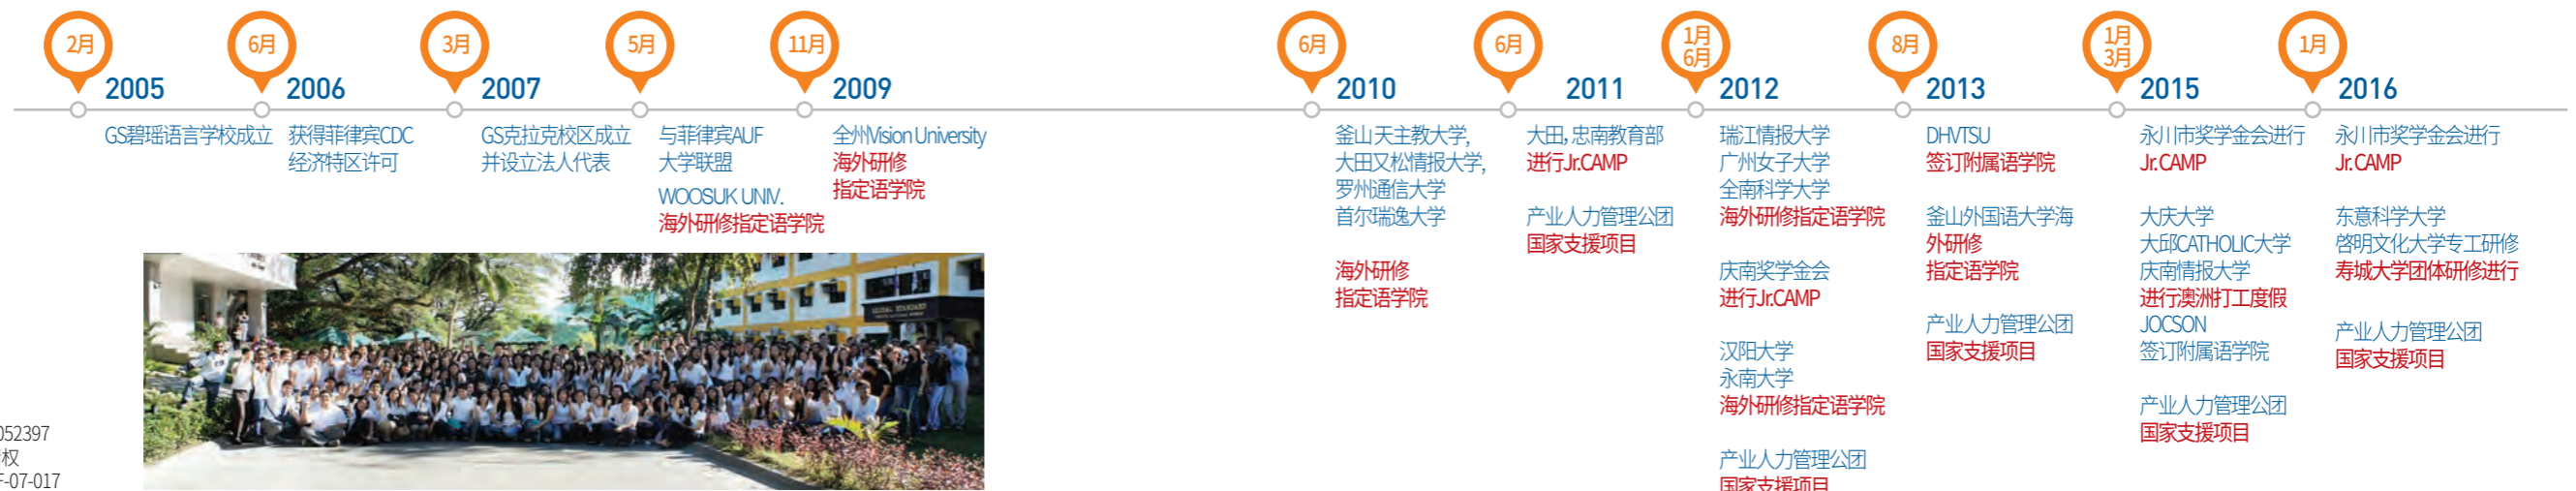 2月
2005
GS碧瑶语言学校成立
6月
2006
获得菲律宾CDC
经济特区许可
3月
2007
GS克拉克校区成立
并设立法人代表
5月
与菲律宾AUF
大学联盟
WOOSUK UNIV.
海外研修指定语学院
11月
2009
全州Vision University
海外研修
指定语学院
6月
2010
釜山天主教大学,
大田又松情报大学,
罗州通信大学
首尔瑞逸大学
海外研修
指定语学院
6月
2011
大田, 忠南教育部
进行Jr.CAMP
产业人力管理公团
国家支援项目
1月
6月
2012
瑞江情报大学
广州女子大学
全南科学大学
海外研修指定语学院
庆南奖学金会
进行Jr.CAMP
汉阳大学
永南大学
海外研修指定语学院
产业人力管理公团
国家支援项目
8月
2013
DHVTSU
签订附属语学院
釜山外国语大学海
外研修
指定语学院
产业人力管理公团
国家支援项目
1月
3月
2015
永川市奖学金会进行
Jr.CAMP
大庆大学
大邱CATHOLIC大学
庆南情报大学
进行澳洲打工度假
JOCSON
签订附属语学院
产业人力管理公团
国家支援项目
1月
2016
永川市奖学金会进行
Jr.CAMP
东意科学大学
啓明文化大学专工研修
寿城大学团体研修进行
产业人力管理公团
国家支援项目
GLOBAL STANDARD
052397
权
F-07-017